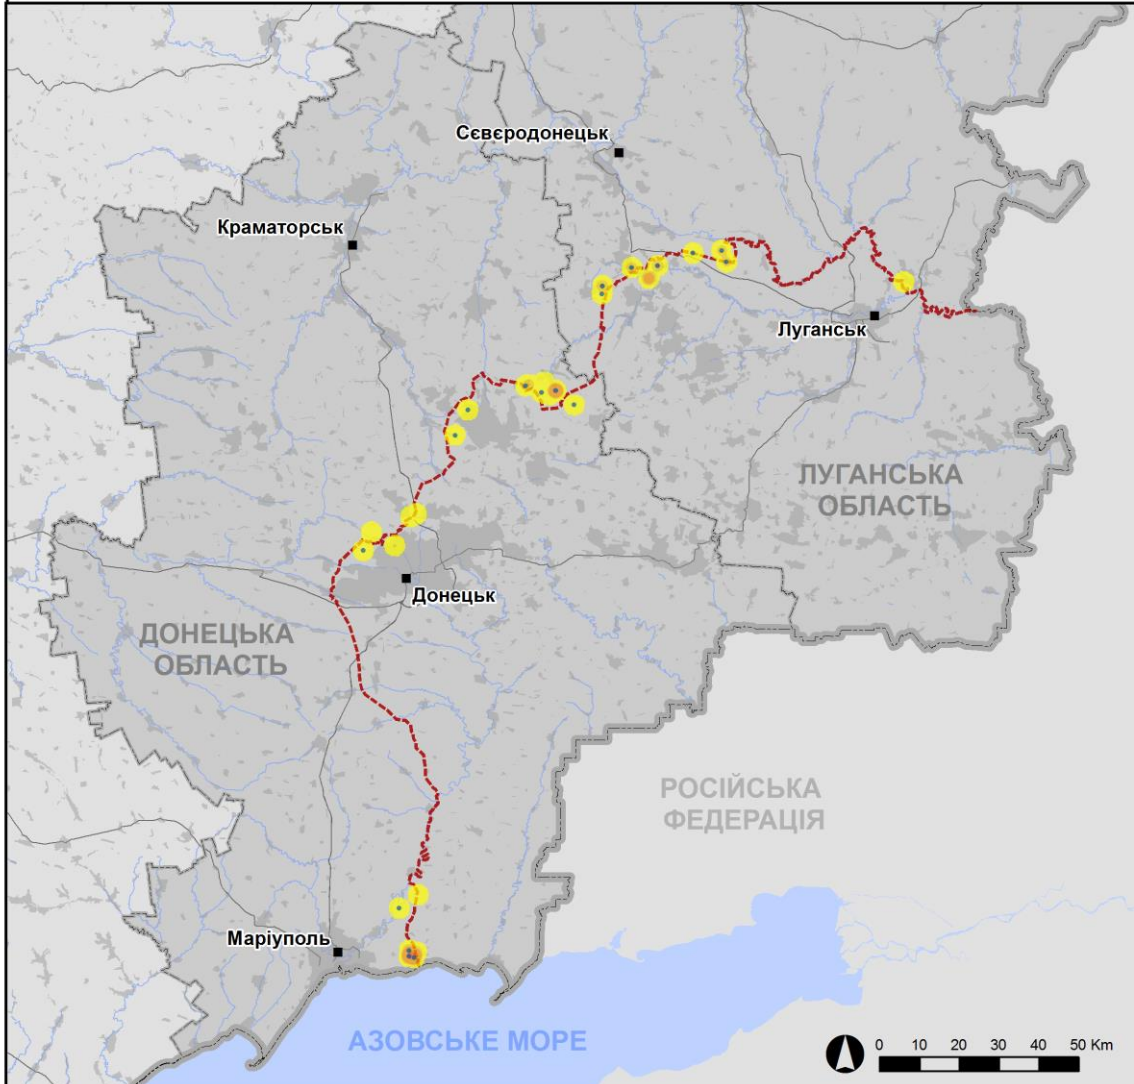 Сєвєродонецьк
Краматорськ
Луганськ
ЛУГАНСЬКА
ОБЛАСТЬ
Донецьк
ДОНЕЦЬКА
ОБЛАСТЬ
РОСІЙСЬКА
ФЕДЕРАЦІЯ
Маріуполь
АЗОВСЬКЕ МОРЕ
0 10 20 30 40 50 Km